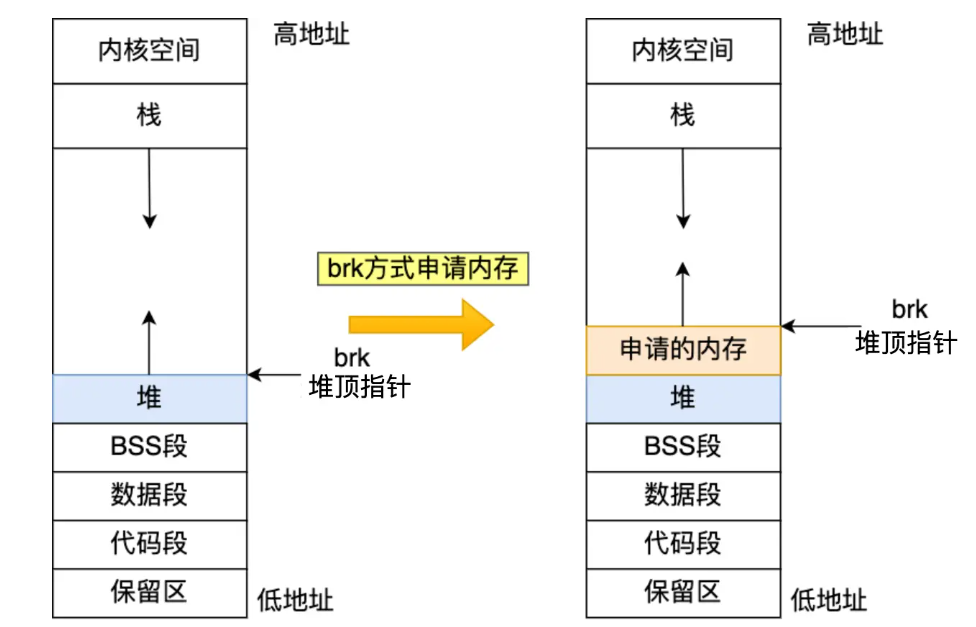 高地址
内核空间
栈
brk
堆顶指针
堆
BSS段
数据段
代码段
保留区
低地址
brk方式申请内存
高地址
内核空间
栈
brk
堆顶指针
申请的内存
堆
BSS段
数据段
代码段
保留区
低地址